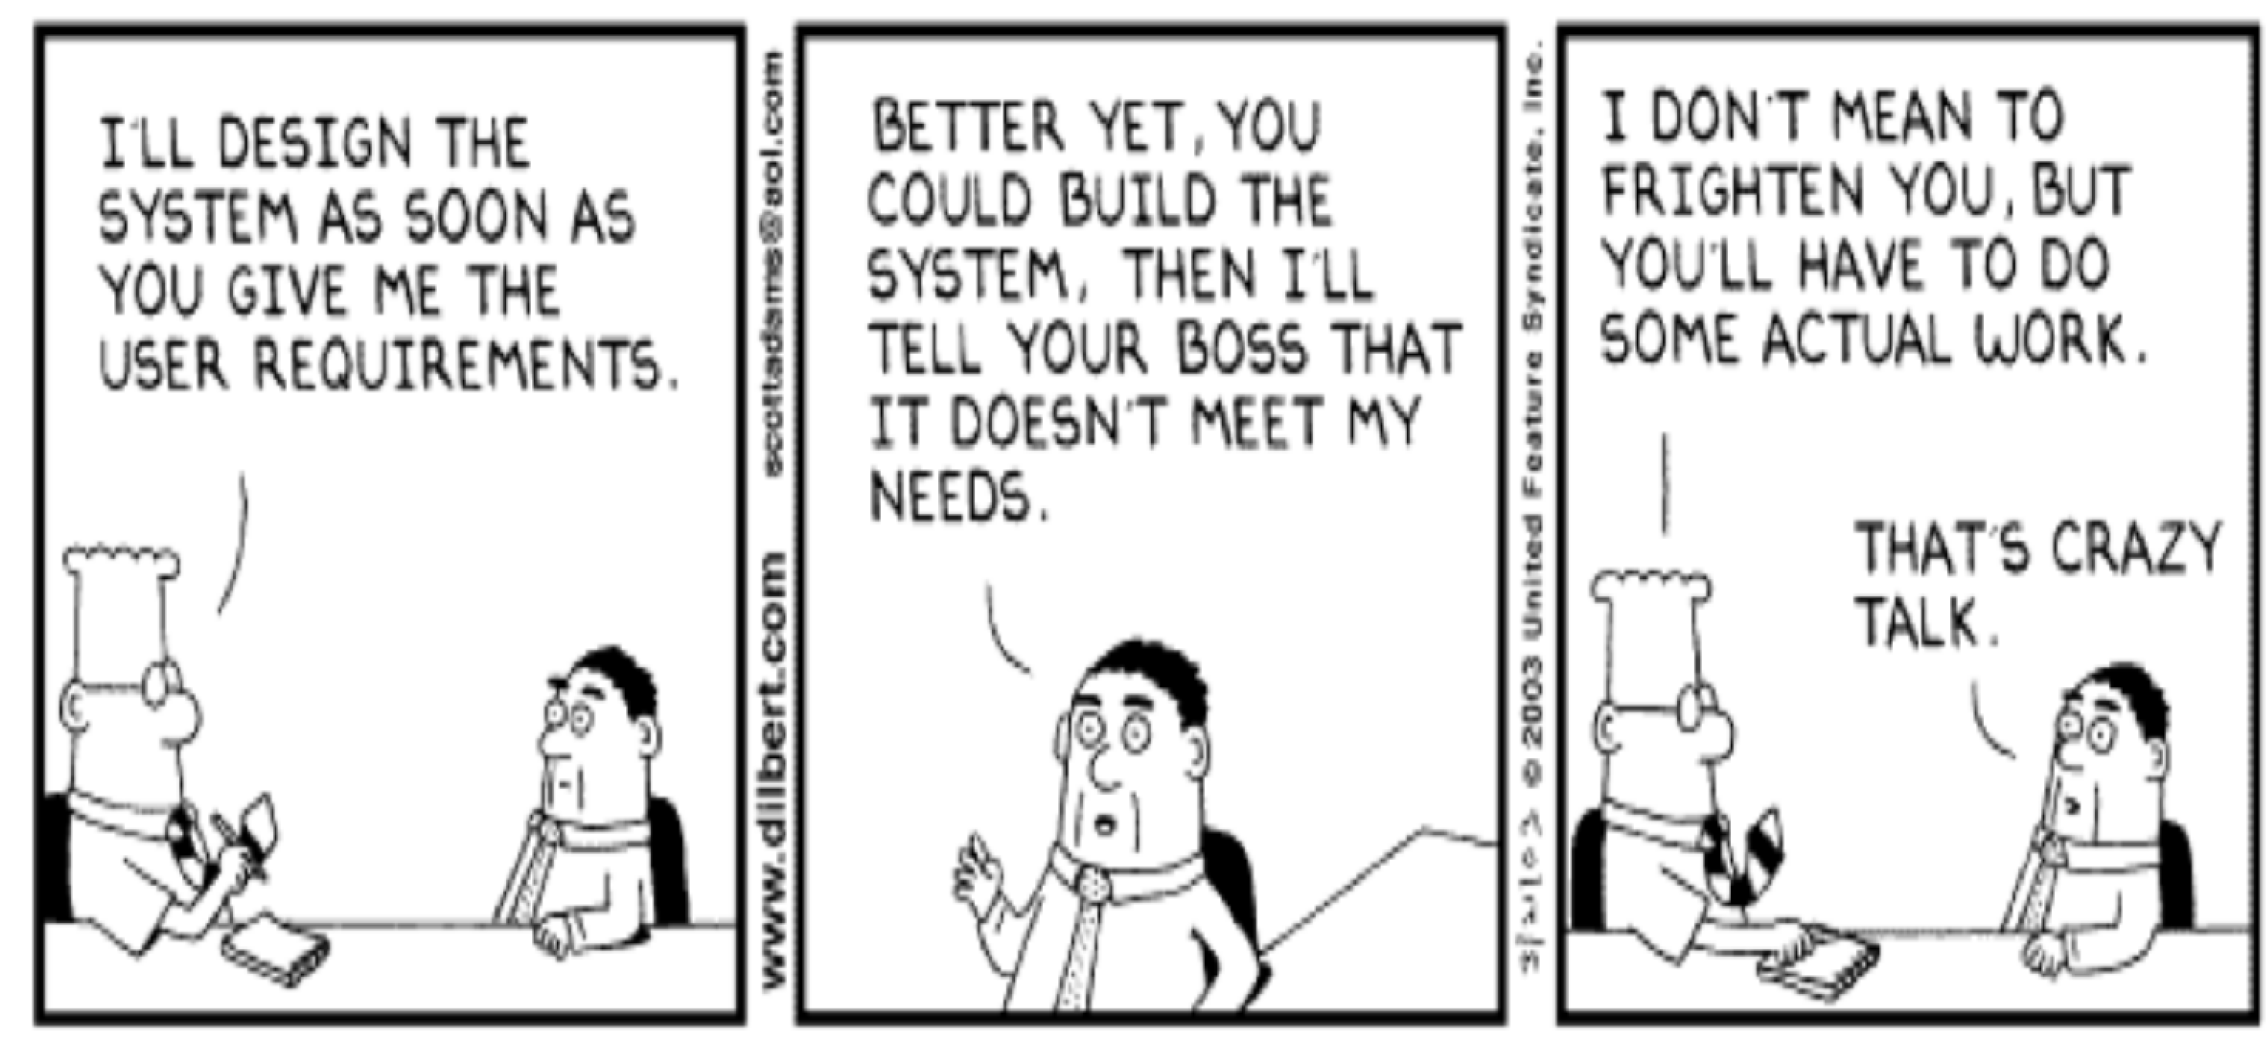 I'LL DESIGN THE
SYSTEM AS SOON AS
YOU GIVE ME THE
USER REQUIREMENTS.
www.dilbert.com scottadams@aol.com
BETTER YET, YOU
COULD BUILD THE
SYSTEM, THEN I'LL
TELL YOUR BOSS THAT
IT DOESN'T MEET MY
NEEDS.
© 2003 United Feature Syndicate, Inc.
I DON'T MEAN TO
FRIGHTEN YOU, BUT
YOU'LL HAVE TO DO
SOME ACTUAL WORK.
THAT'S CRAZY
TALK.